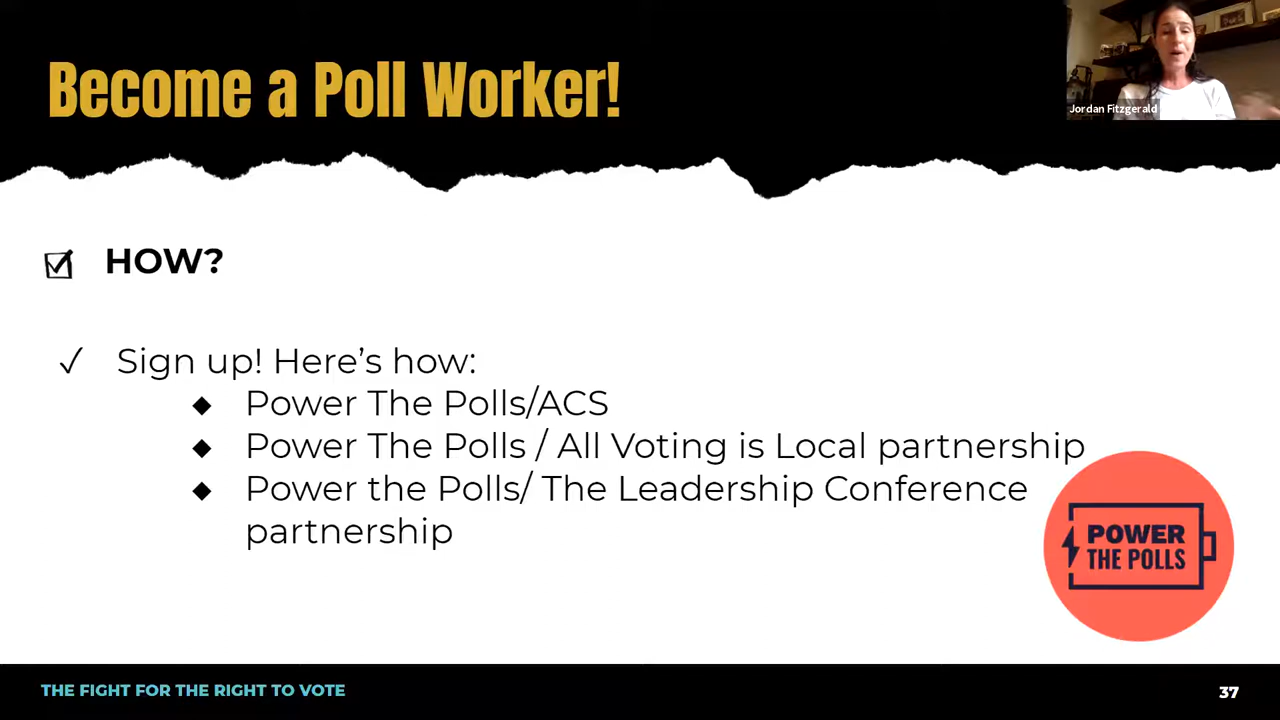 Become a Poll Worker!
Jordan Fitzgerald
HOW?
Sign up! Here’s how:
Power The Polls/ACS
Power The Polls / All Voting is Local partnership
Power the Polls/ The Leadership Conference
partnership
POWER
THE POLLS
THE FIGHT FOR THE RIGHT TO VOTE
37